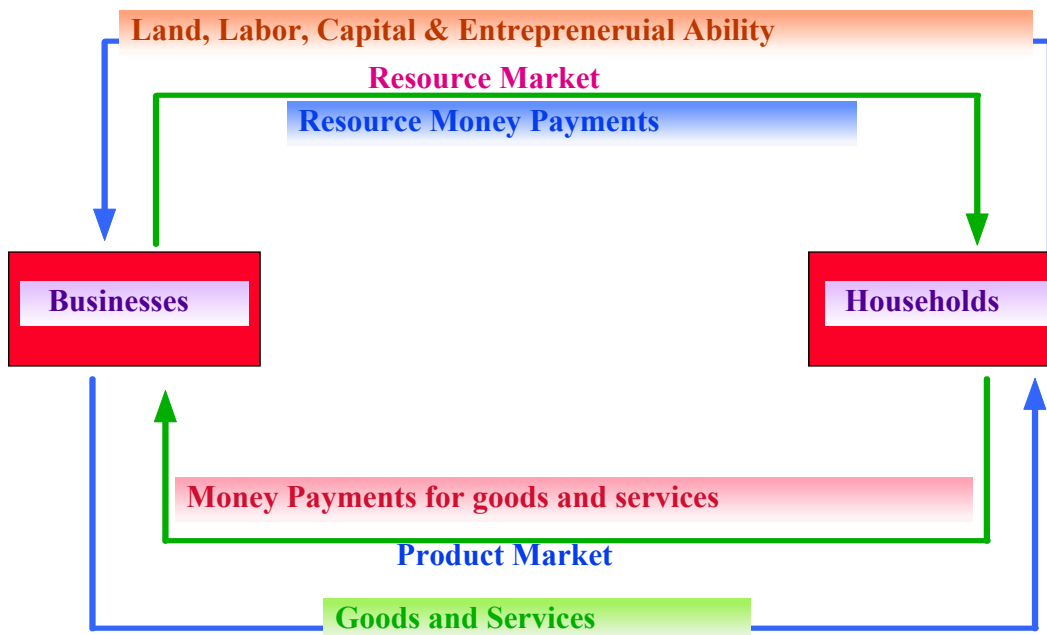 Land, Labor, Capital & Entrepreneruial Ability
Resource Market
Resource Money Payments
Businesses
Households
Money Payments for goods and services
Product Market
Goods and Services